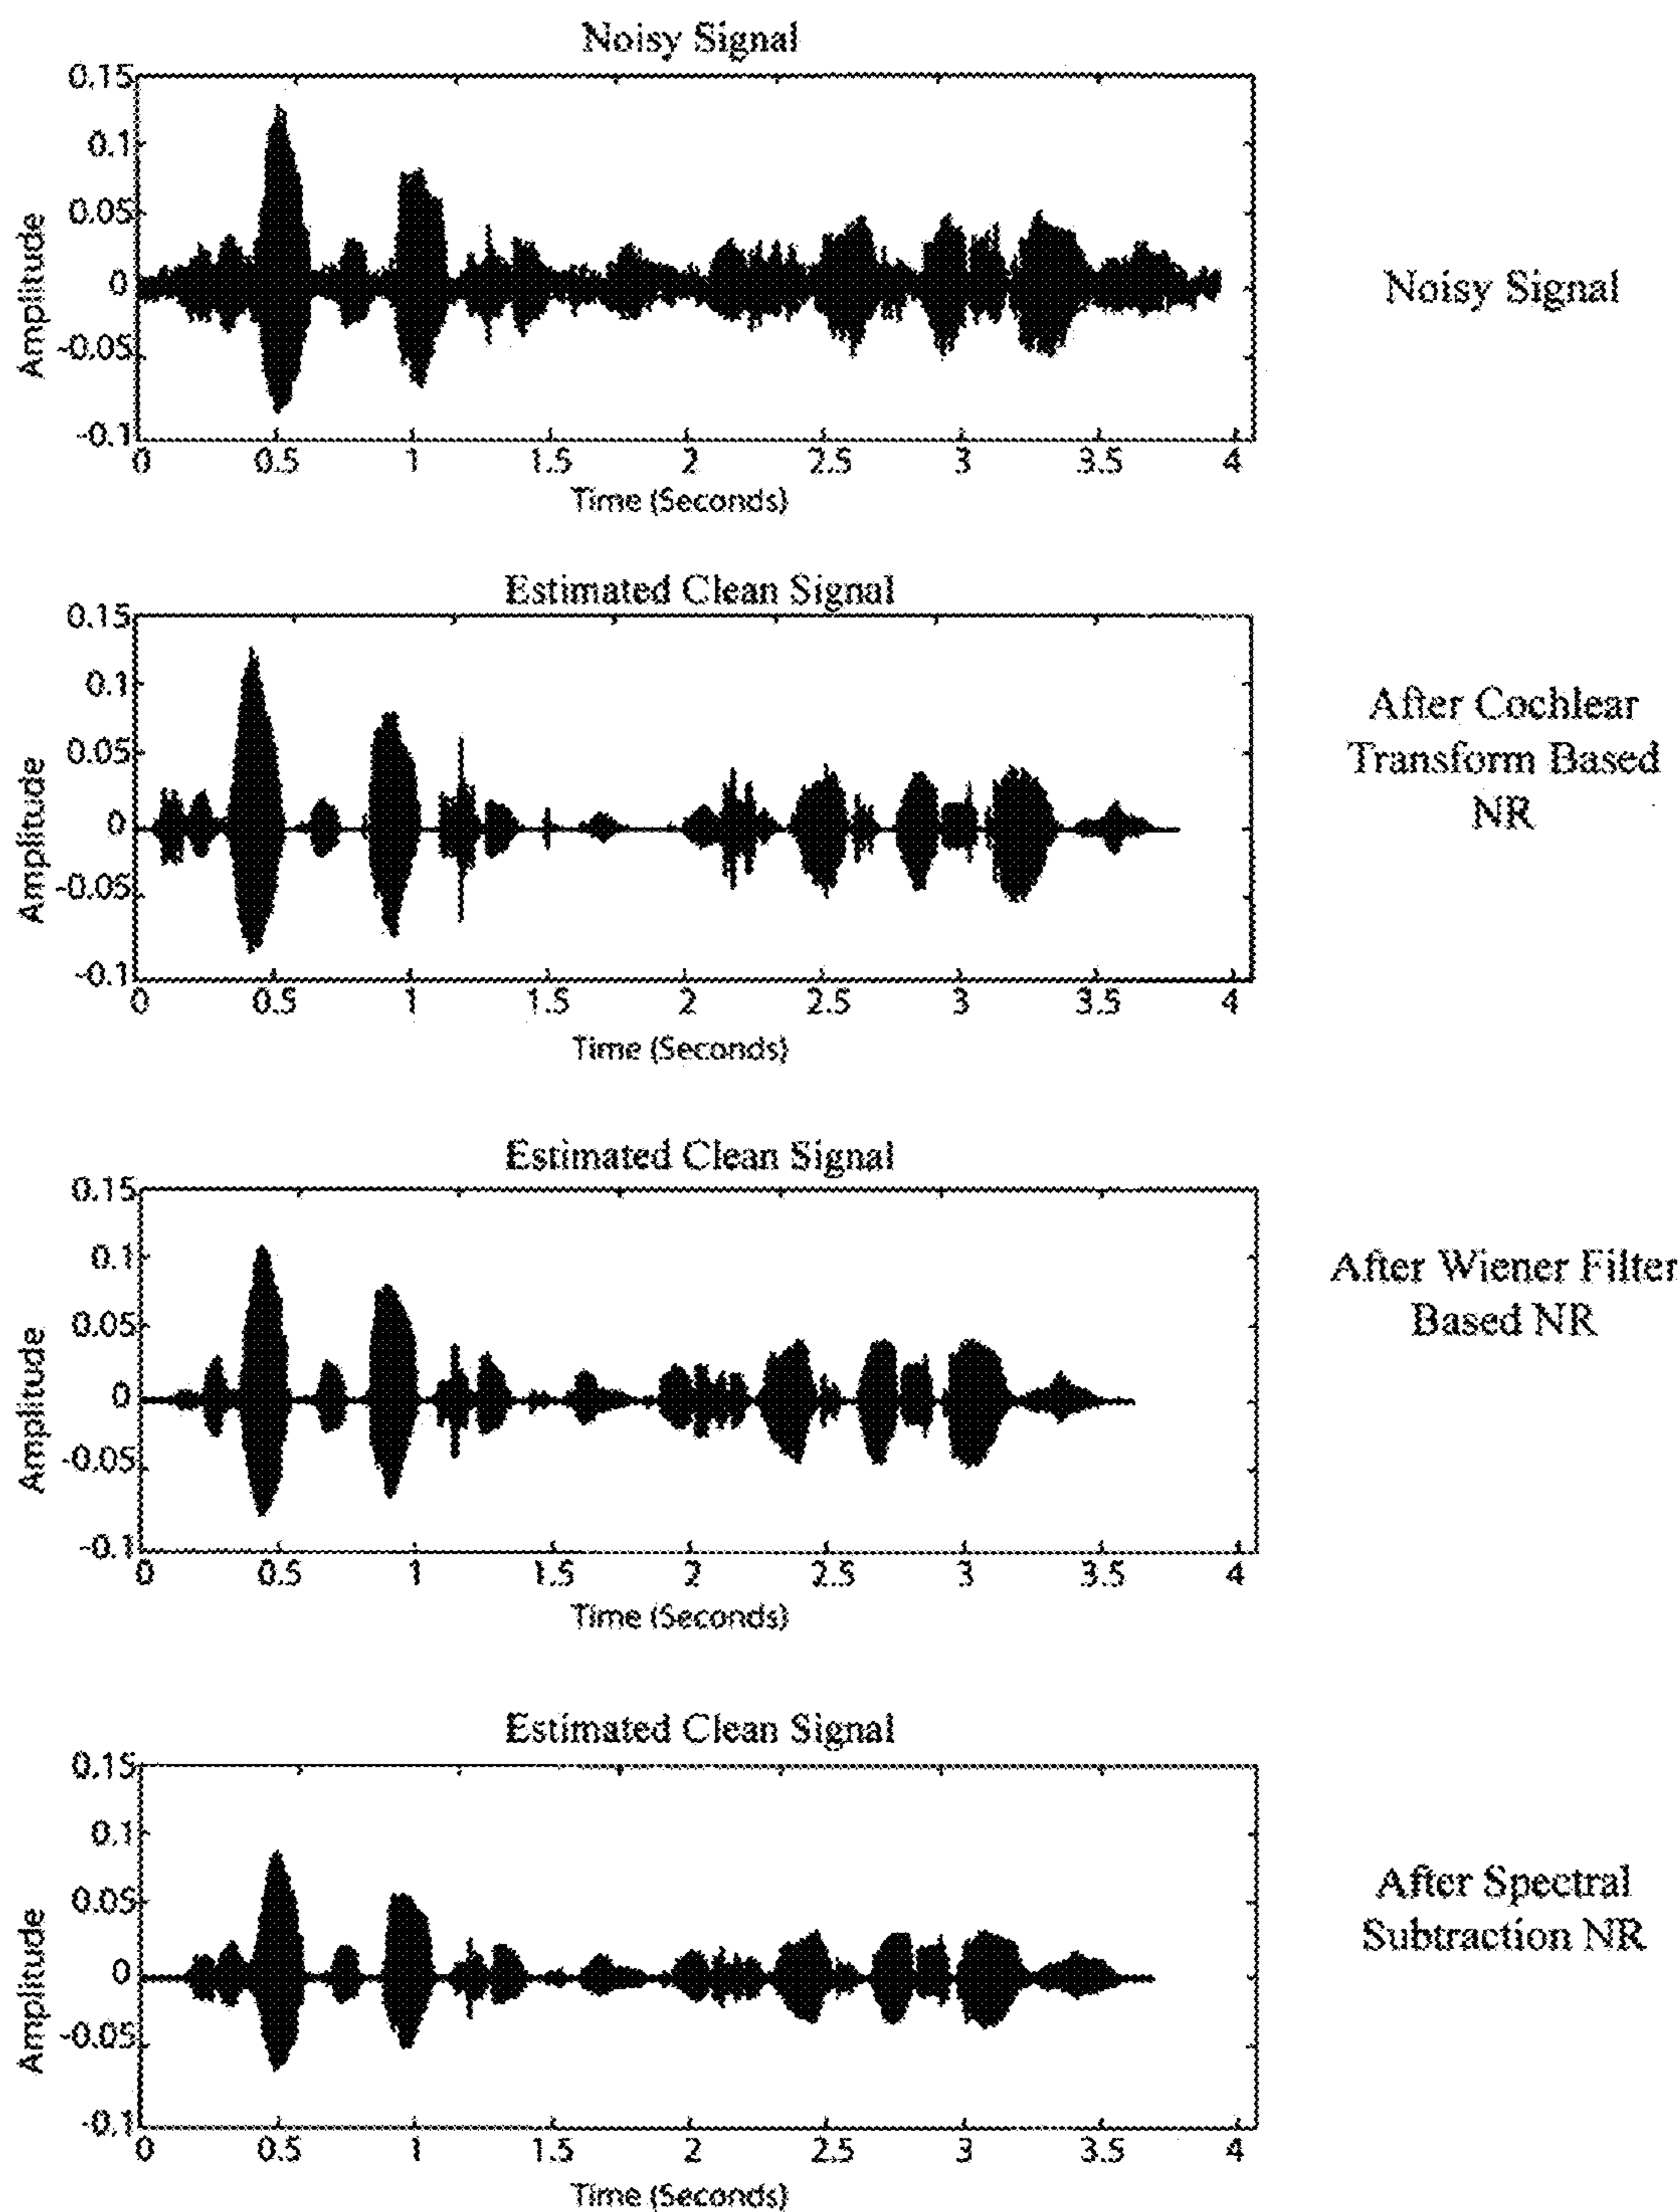 Noisy Signal
0.15
0.1
0.05
0
-0.05
-0.1
Amplitude
0 0.5 1 1.5 2 2.5 3 3.5 4
Time (Seconds)
Noisy Signal
Estimated Clean Signal
0.15
0.1
0.05
0
-0.05
-0.1
Amplitude
0 0.5 1 1.5 2 2.5 3 3.5 4
Time (Seconds)
After Cochlear
Transform Based
NR
Estimated Clean Signal
0.15
0.1
0.05
0
-0.05
-0.1
Amplitude
0 0.5 1 1.5 2 2.5 3 3.5 4
Time (Seconds)
After Wiener Filter
Based NR
Estimated Clean Signal
0.15
0.1
0.05
0
-0.05
-0.1
Amplitude
0 0.5 1 1.5 2 2.5 3 3.5 4
Time (Seconds)
After Spectral
Subtraction NR